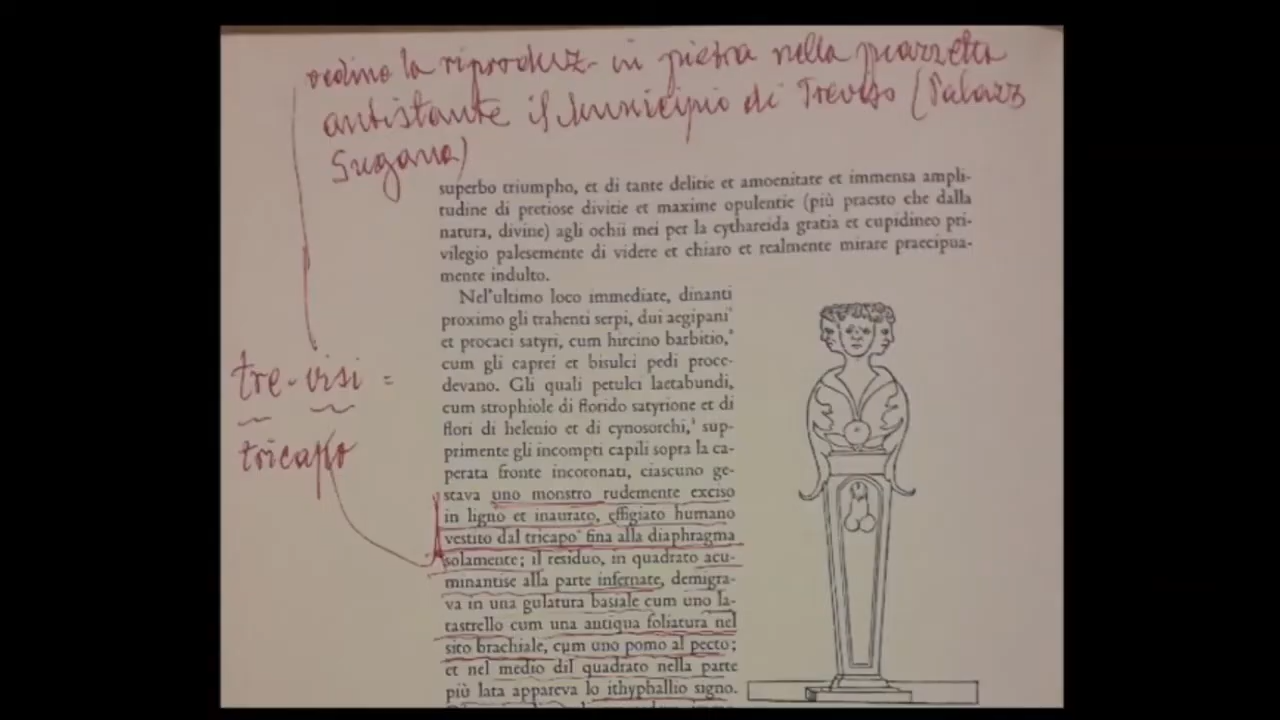 vedine la riproduz- in pietra nella piazzetta
antistante il Municipio di Treviso (Palazz
Sugana)
superbo triumpho, et di tante delitie et amoenitate et immensa ampli-
tudine di pretiose divitie et maxime opulentie (più praesto che dalla
natura, divine) agli ochii mei per la cythareida gratia et cupidineo pri-
vilegio palesemente di videre et chiaro et realmente mirare praecipua-
mente indulto.
Nel'ultimo loco immediate, dinanti
proximo gli trahenti serpi, dui aegipani
et procaci satyri, cum hircino barbitio,
cum gli caprei et bisulci pedi proce-
devano. Gli quali petulci laetabundi,
cum strophiole di florido satyrione et di
flori di helenio et di cynosorchi, sup-
primente gli incompti capili sopra la ca-
perata fronte incoronati, ciascuno ge-
stava uno monstro rudemente exciso
in ligno et inaurato, effigiato humano
vestito dal tricapo fina alla diaphragma
solamente; il residuo, in quadrato acu-
minantise alla parte infernate, demigra-
va in una gulatura basiale cum uno la-
tastrello cum una antiqua foliatura nel
sito brachiale, cum uno pomo al pecto;
et nel medio dil quadrato nella parte
più lata appareva lo ithyphallio signo.
tre-visi =
tricapo